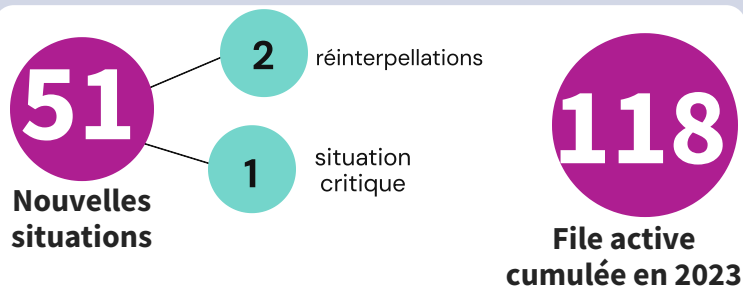 51
Nouvelles
situations
2
réinterpellations
1
situation
critique
118
File active
cumulée en 2023